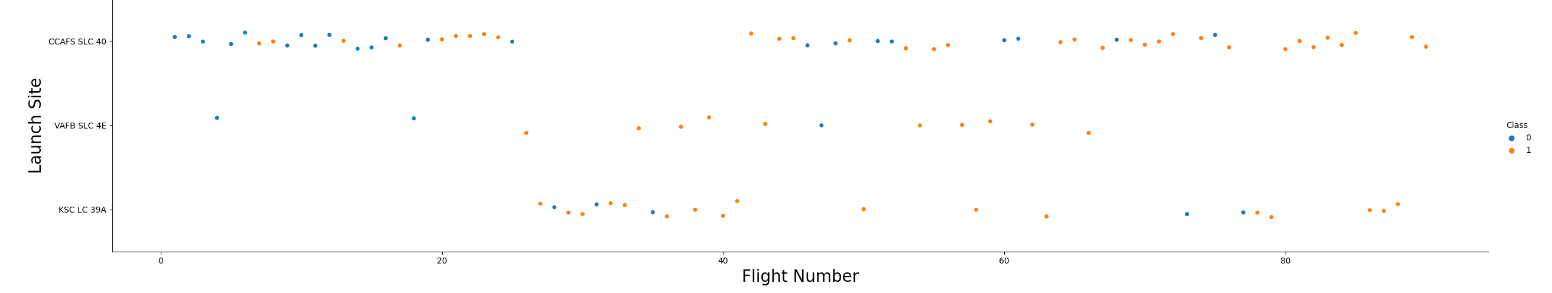 Launch Site
CCAFS SLC 40
VAFB SLC 4E
KSC LC 39A
0
20
40
60
80
Flight Number
Class
0
1